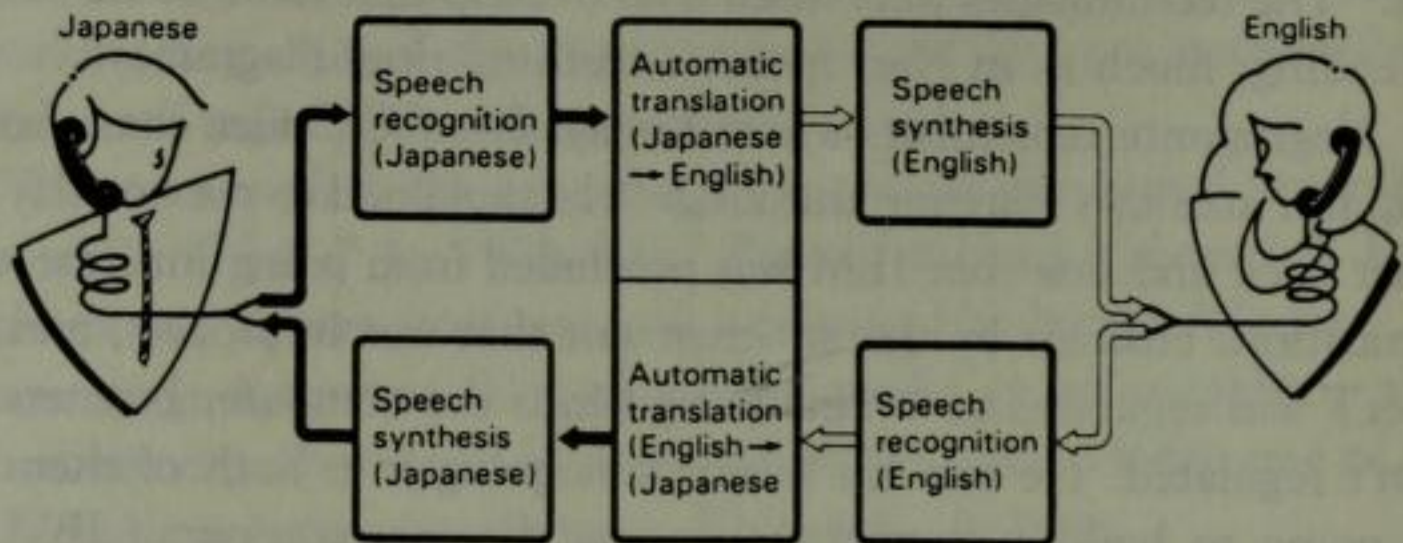 Japanese
English
Speech
recognition
(Japanese)
Automatic
translation
(Japanese
→ English)
Speech
synthesis
(English)
Speech
synthesis
(Japanese)
Automatic
translation
(English →
(Japanese
Speech
recognition
(English)